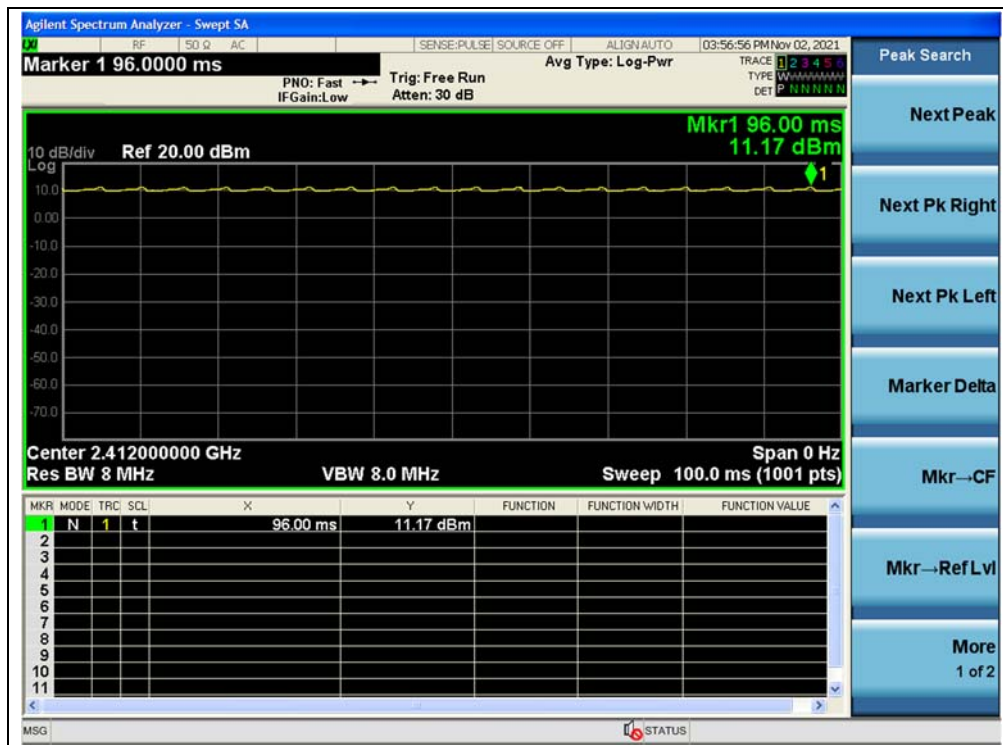 Agilent Spectrum Analyzer - Swept SA
LXI RF 50 Ω AC SENSE:PULSE SOURCE OFF ALIGN AUTO 03:56:56 PM Nov 02, 2021
Marker 1 96.0000 ms
PNO: Fast
IFGain:Low
Trig: Free Run
Atten: 30 dB
Avg Type: Log-Pwr
TRACE 1 2 3 4 5 6
TYPE W
DET P N N N N N
Mkr1 96.00 ms
11.17 dBm
10 dB/div Ref 20.00 dBm
Log
1
10.0
0.00
-10.0
-20.0
-30.0
-40.0
-50.0
-60.0
-70.0
Center 2.412000000 GHz Span 0 Hz
Res BW 8 MHz VBW 8.0 MHz Sweep 100.0 ms (1001 pts)
MKR MODE TRC SCL X Y FUNCTION FUNCTION WIDTH FUNCTION VALUE
1 N 1 t 96.00 ms 11.17 dBm
2
3
4
5
6
7
8
9
10
11
MSG STATUS
Peak Search
Next Peak
Next Pk Right
Next Pk Left
Marker Delta
Mkr→CF
Mkr→Ref Lvl
More
1 of 2